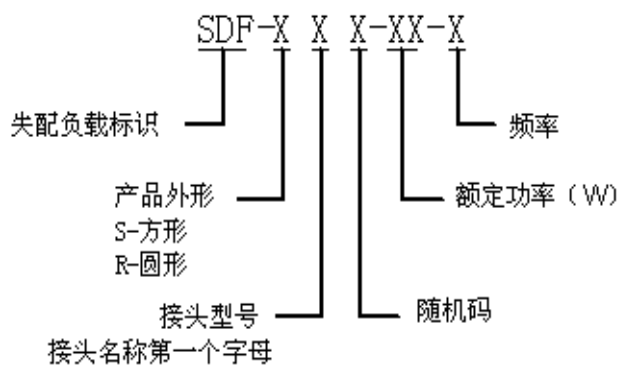 SDF-X X X-XX-X
失配负载标识
频率
产品外形
S-方形
R-圆形
额定功率（W）
接头型号
接头名称第一个字母
随机码